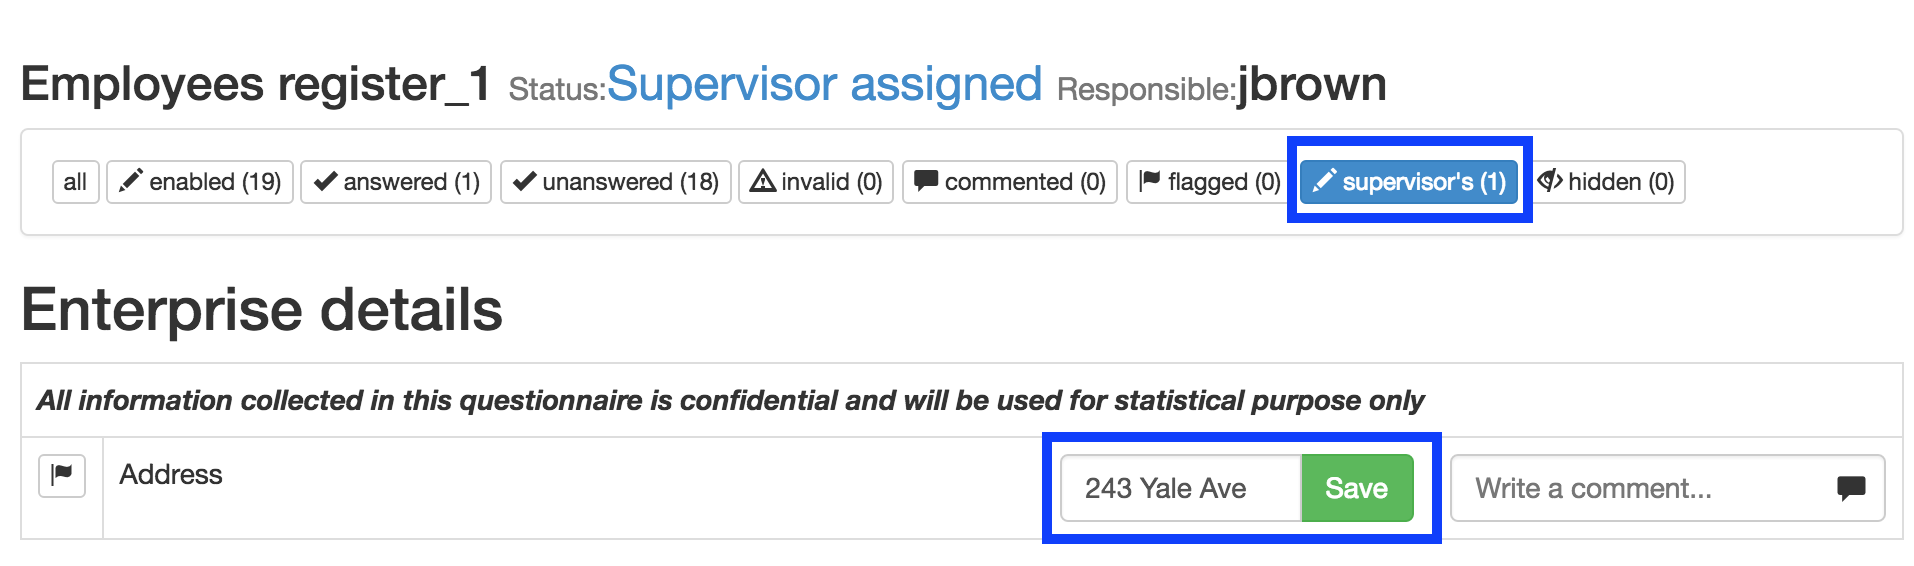 Employees register_1 Status:Supervisor assigned Responsible:jbrown
all enabled (19) answered (1) unanswered (18) invalid (0) commented (0) flagged (0) supervisor's (1) hidden (0)
Enterprise details
All information collected in this questionnaire is confidential and will be used for statistical purpose only
Address 243 Yale Ave Save Write a comment...